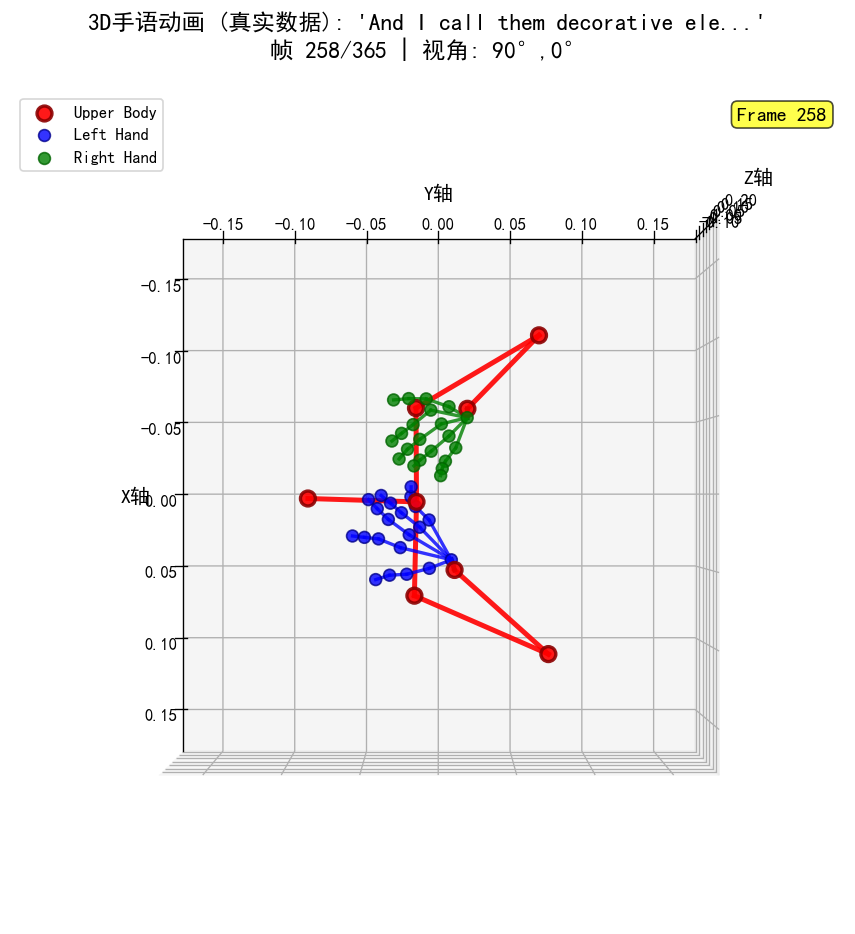 3D手语动画 (真实数据): 'And I call them decorative ele...'
帧 258/365 | 视角: 90°,0°
Upper Body
Left Hand
Right Hand
Frame 258
Z轴
Y轴
-0.15
-0.10
-0.05
0.00
0.05
0.10
0.15
-0.15
-0.10
-0.05
X轴
0.00
0.05
0.10
0.15